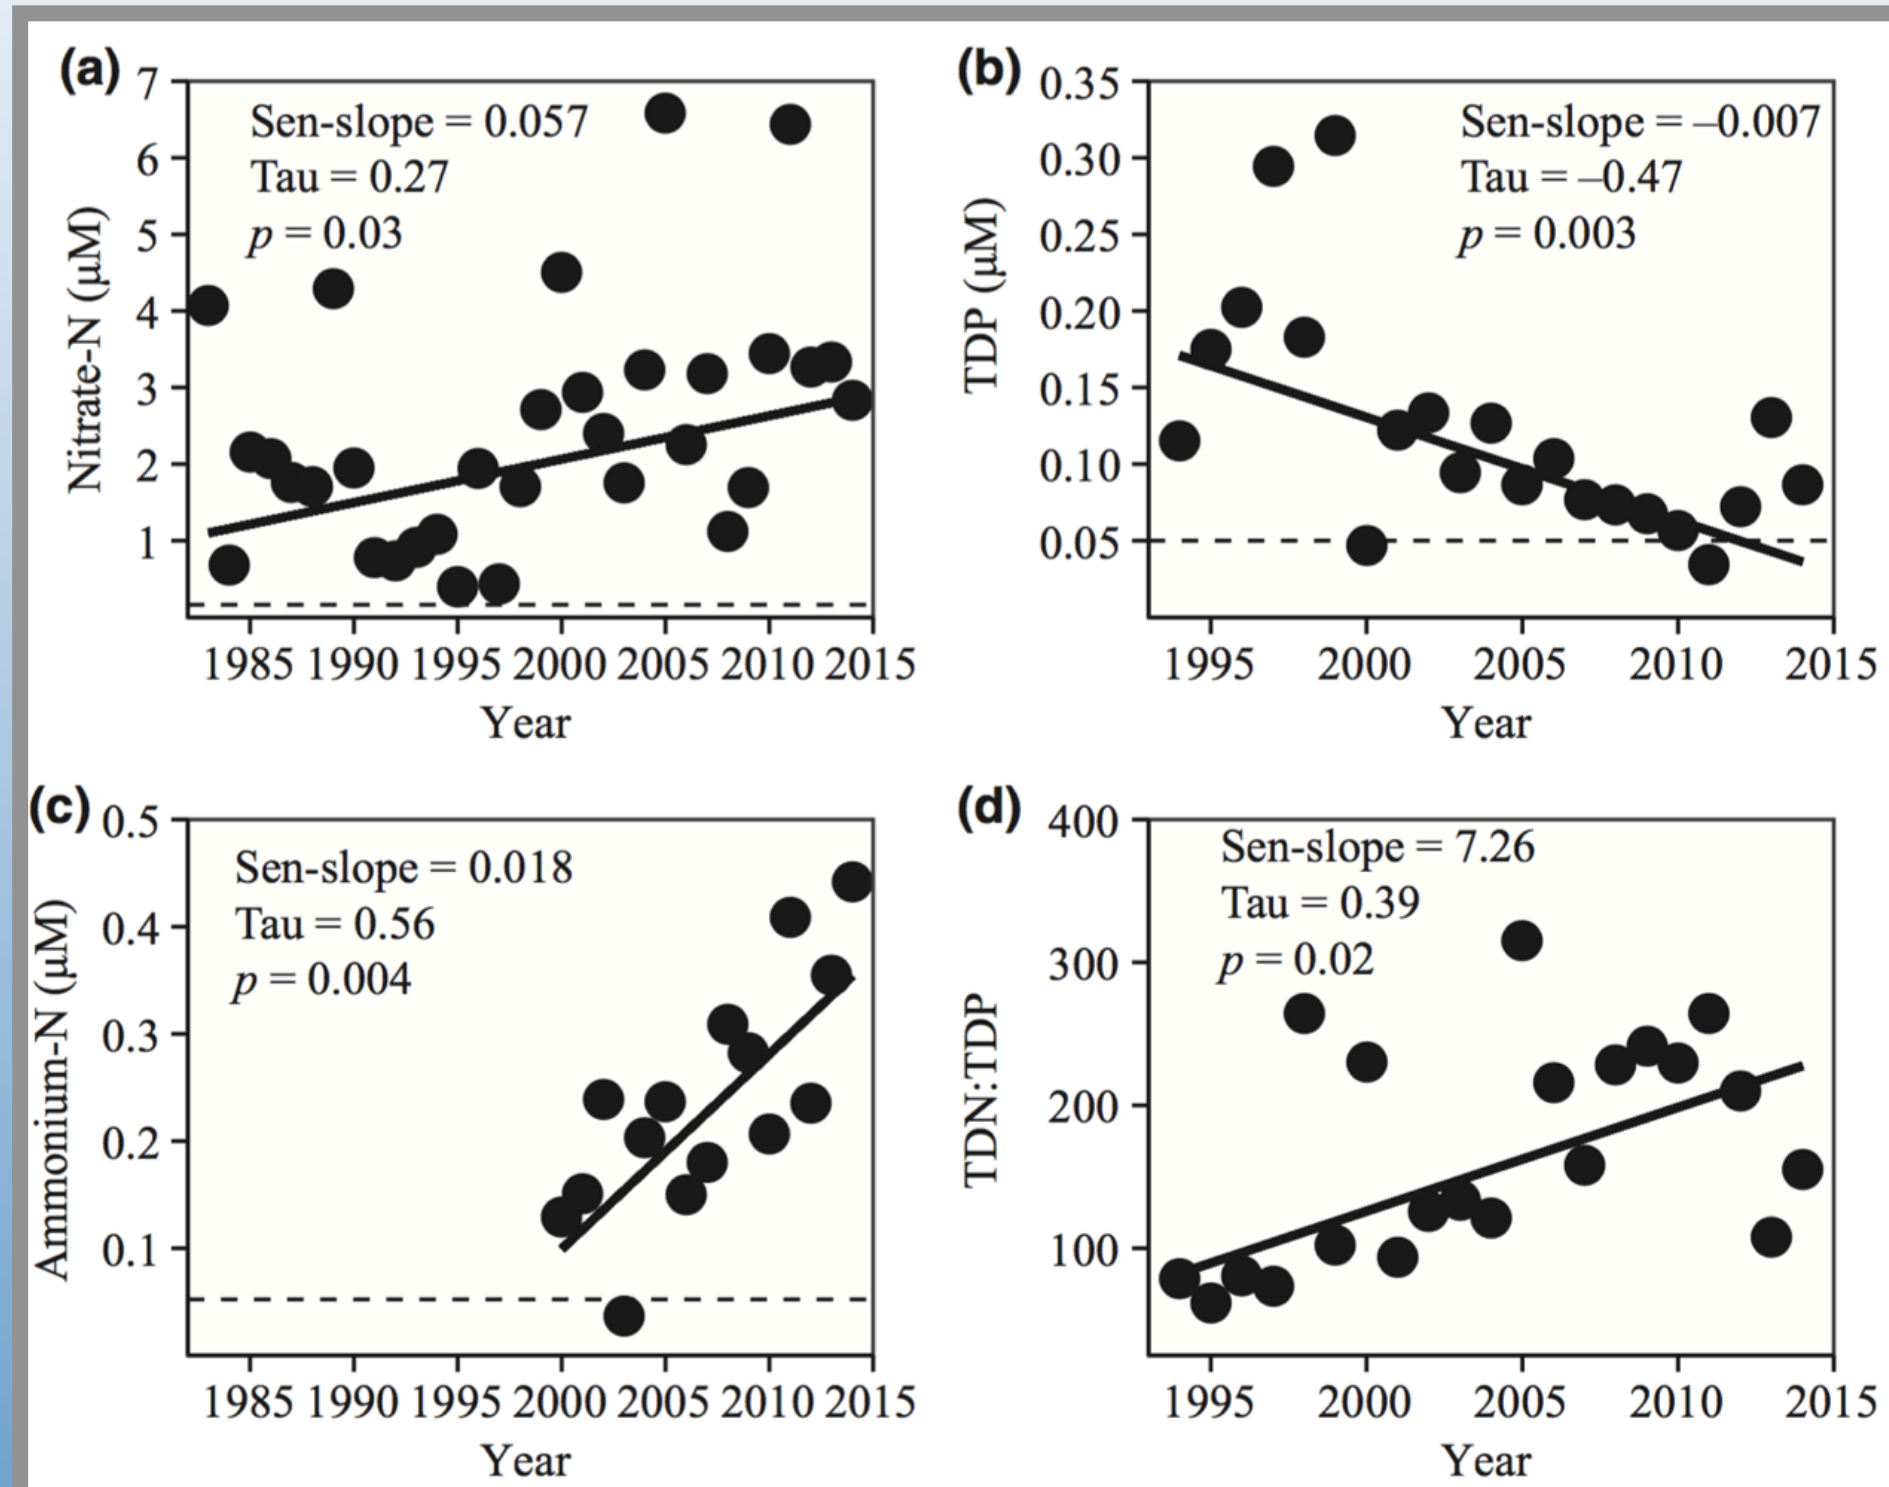 (a)
7
6
5
4
3
2
1
Nitrate-N (µM)
Sen-slope = 0.057
Tau = 0.27
p = 0.03
1985 1990 1995 2000 2005 2010 2015
Year
(b)
0.35
0.30
0.25
0.20
0.15
0.10
0.05
TDP (µM)
Sen-slope = –0.007
Tau = –0.47
p = 0.003
1995 2000 2005 2010 2015
Year
(c)
0.5
0.4
0.3
0.2
0.1
Ammonium-N (µM)
Sen-slope = 0.018
Tau = 0.56
p = 0.004
1985 1990 1995 2000 2005 2010 2015
Year
(d)
400
300
200
100
TDN:TDP
Sen-slope = 7.26
Tau = 0.39
p = 0.02
1995 2000 2005 2010 2015
Year